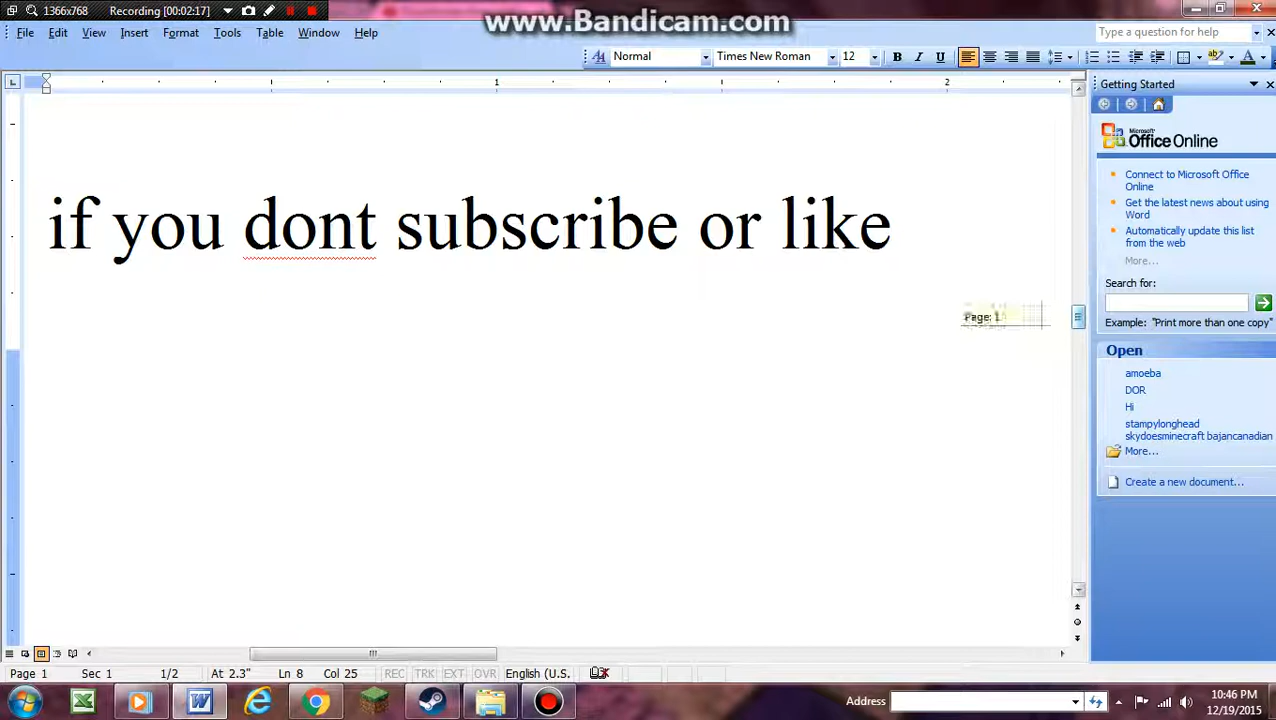 1366x768 Recording [00:02:17]
www.Bandicam.com
File Edit View Insert Format Tools Table Window Help
Type a question for help
Normal Times New Roman 12 B I U
1 2
Getting Started
Microsoft
Office Online
Connect to Microsoft Office
Online
Get the latest news about using
Word
Automatically update this list
from the web
More...
Search for:
Example: "Print more than one copy"
Open
amoeba
DOR
Hi
stampylonghead
skydoesminecraft bajancanadian
More...
Create a new document...
if you dont subscribe or like
Page: 1
Page 1 Sec 1 1/2 At 2.3" Ln 8 Col 25 REC TRK EXT OVR English (U.S.
Address
10:46 PM
12/19/2015